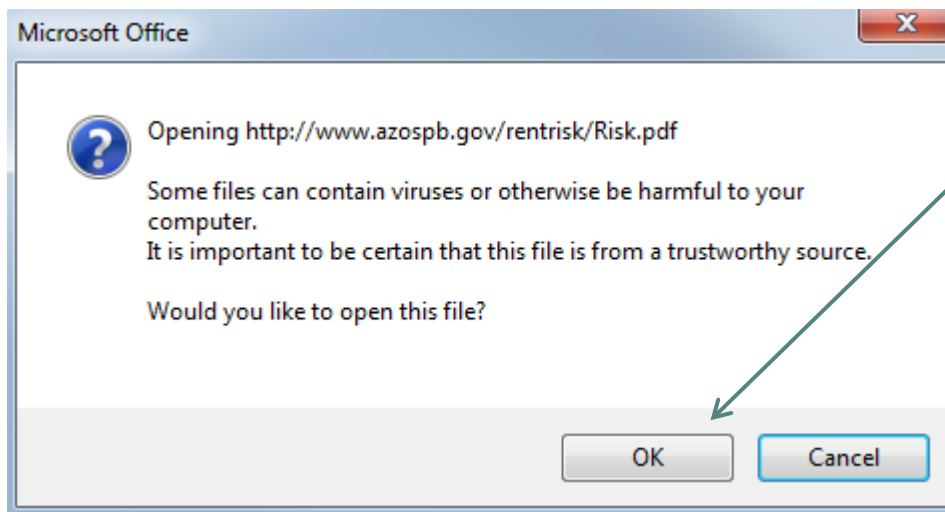 Microsoft Office
Opening http://www.azospb.gov/rentrisk/Risk.pdf
Some files can contain viruses or otherwise be harmful to your
computer.
It is important to be certain that this file is from a trustworthy source.
Would you like to open this file?
OK
Cancel